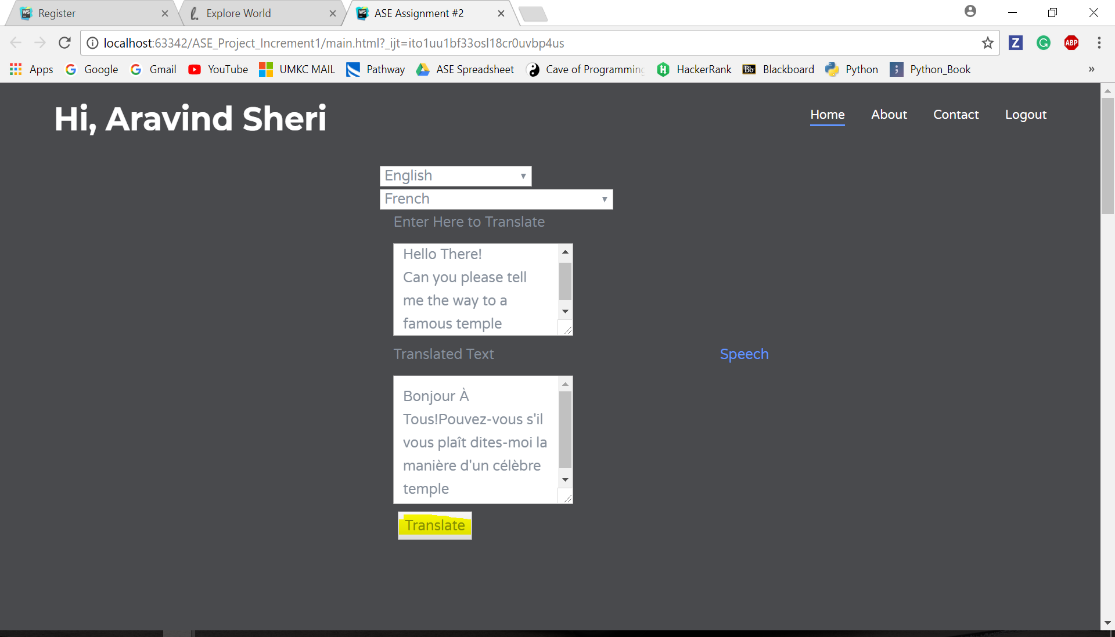 Register
Explore World
ASE Assignment #2
localhost:63342/ASE_Project_Increment1/main.html?_ijt=ito1uu1bf33osl18cr0uvbp4us
Apps Google Gmail YouTube UMKC MAIL Pathway ASE Spreadsheet Cave of Programming HackerRank Blackboard Python Python_Book »
Hi, Aravind Sheri
Home About Contact Logout
English
French
Enter Here to Translate
Hello There!
Can you please tell
me the way to a
famous temple
Translated Text
Speech
Bonjour À
Tous!Pouvez-vous s'il
vous plaît dites-moi la
manière d'un célèbre
temple
Translate